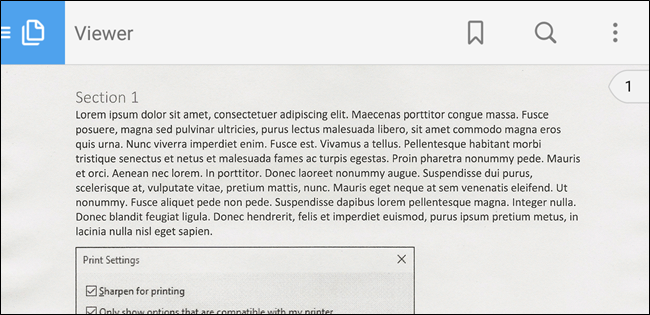 Viewer
1
Section 1
Lorem ipsum dolor sit amet, consectetuer adipiscing elit. Maecenas porttitor congue massa. Fusce
posuere, magna sed pulvinar ultricies, purus lectus malesuada libero, sit amet commodo magna eros
quis urna. Nunc viverra imperdiet enim. Fusce est. Vivamus a tellus. Pellentesque habitant morbi
tristique senectus et netus et malesuada fames ac turpis egestas. Proin pharetra nonummy pede. Mauris
et orci. Aenean nec lorem. In porttitor. Donec laoreet nonummy augue. Suspendisse dui purus,
scelerisque at, vulputate vitae, pretium mattis, nunc. Mauris eget neque at sem venenatis eleifend. Ut
nonummy. Fusce aliquet pede non pede. Suspendisse dapibus lorem pellentesque magna. Integer nulla.
Donec blandit feugiat ligula. Donec hendrerit, felis et imperdiet euismod, purus ipsum pretium metus, in
lacinia nulla nisl eget sapien.
Print Settings
Sharpen for printing
Only show options that are compatible with my printer